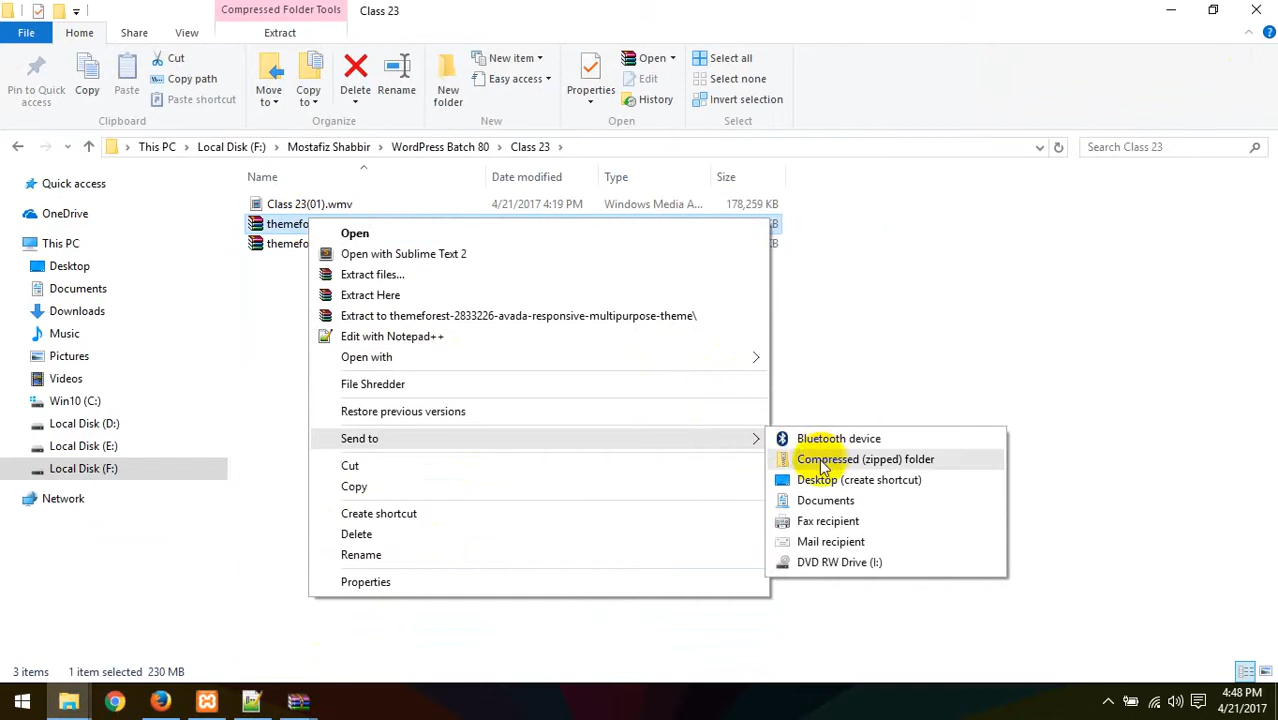 Compressed Folder Tools
Class 23
File
Home
Share
View
Extract
Pin to Quick
access
Copy
Paste
Cut
Copy path
Paste shortcut
Clipboard
Move
to
Copy
to
Delete
Rename
Organize
New
folder
New item
Easy access
New
Properties
Open
Edit
History
Open
Select all
Select none
Invert selection
Select
This PC
Local Disk (F:)
Mostafiz Shabbir
WordPress Batch 80
Class 23
Search Class 23
Name
Date modified
Type
Size
Class 23(01).wmv
4/21/2017 4:19 PM
Windows Media A...
178,259 KB
themefo
KB
themefo
KB
Quick access
OneDrive
This PC
Desktop
Documents
Downloads
Music
Pictures
Videos
Win10 (C:)
Local Disk (D:)
Local Disk (E:)
Local Disk (F:)
Network
Open
Open with Sublime Text 2
Extract files...
Extract Here
Extract to themeforest-2833226-avada-responsive-multipurpose-theme\
Edit with Notepad++
Open with
File Shredder
Restore previous versions
Send to
Cut
Copy
Create shortcut
Delete
Rename
Properties
Bluetooth device
Compressed (zipped) folder
Desktop (create shortcut)
Documents
Fax recipient
Mail recipient
DVD RW Drive (I:)
3 items
1 item selected 230 MB
4:48 PM
4/21/2017